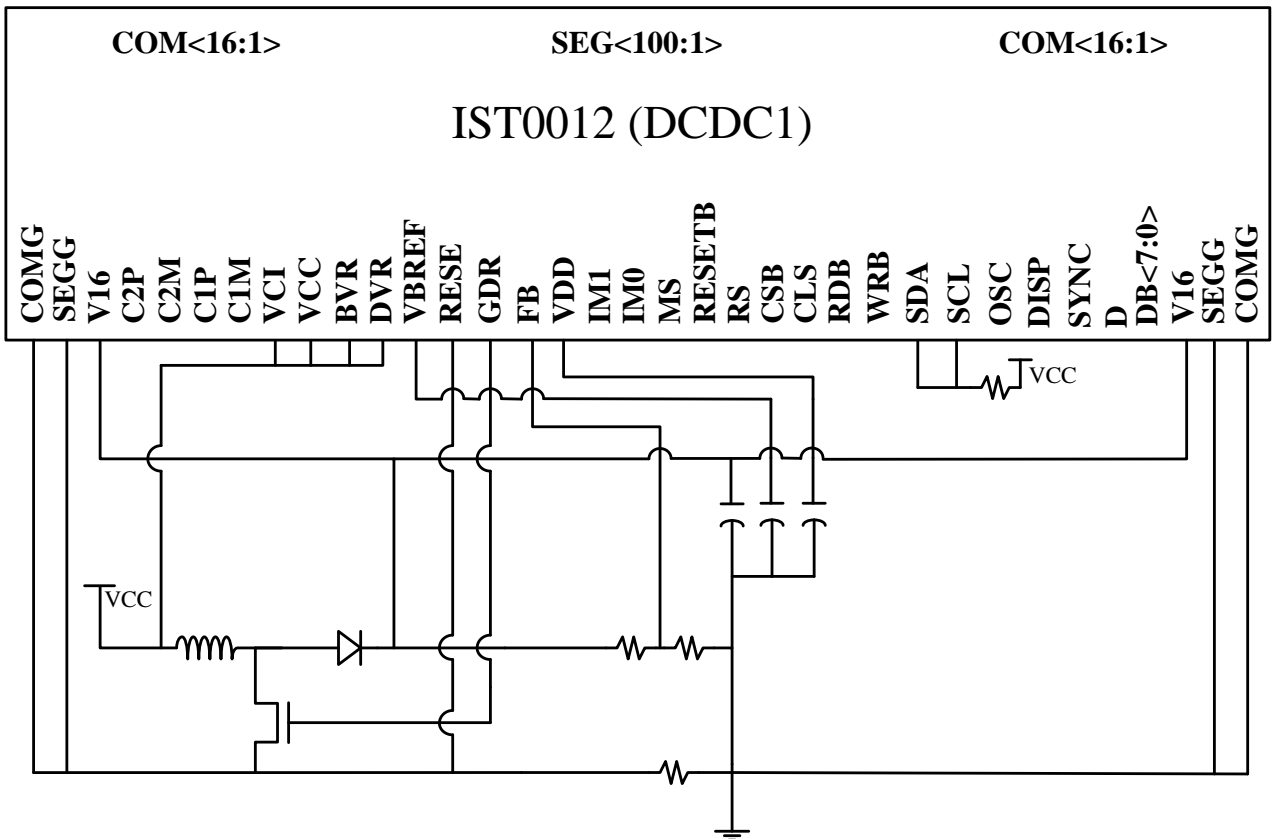 COM<16:1> SEG<100:1> COM<16:1>
IST0012 (DCDC1)
COMG
SEGG
V16
C2P
C2M
C1P
C1M
VCI
VCC
BVR
DVR
VBREF
RESE
GDR
FB
VDD
IM1
IM0
MS
RESETB
RS
CSB
CLS
RDB
WRB
SDA
SCL
OSC
DISP
SYNC
D
DB<7:0>
V16
SEGG
COMG
VCC
VCC